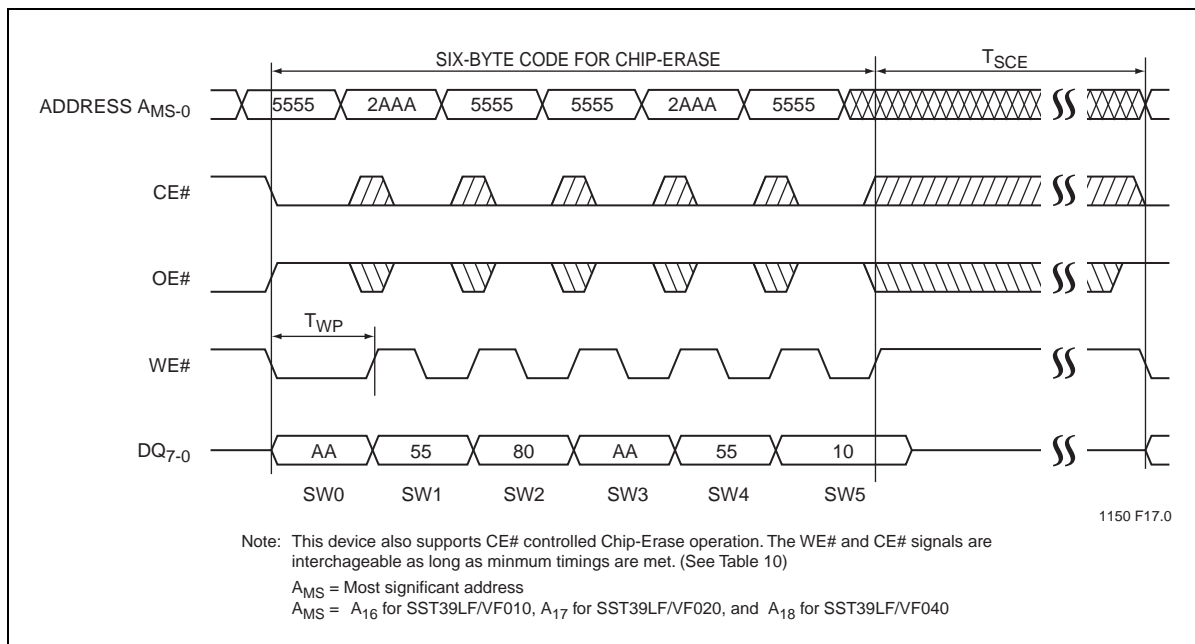 SIX-BYTE CODE FOR CHIP-ERASE TSCE
ADDRESS AMS-0 5555 2AAA 5555 5555 2AAA 5555
CE#
OE#
TWP
WE#
DQ7-0 AA 55 80 AA 55 10
SW0 SW1 SW2 SW3 SW4 SW5
1150 F17.0
Note: This device also supports CE# controlled Chip-Erase operation. The WE# and CE# signals are
interchageable as long as minmum timings are met. (See Table 10)
AMS = Most significant address
AMS = A16 for SST39LF/VF010, A17 for SST39LF/VF020, and A18 for SST39LF/VF040